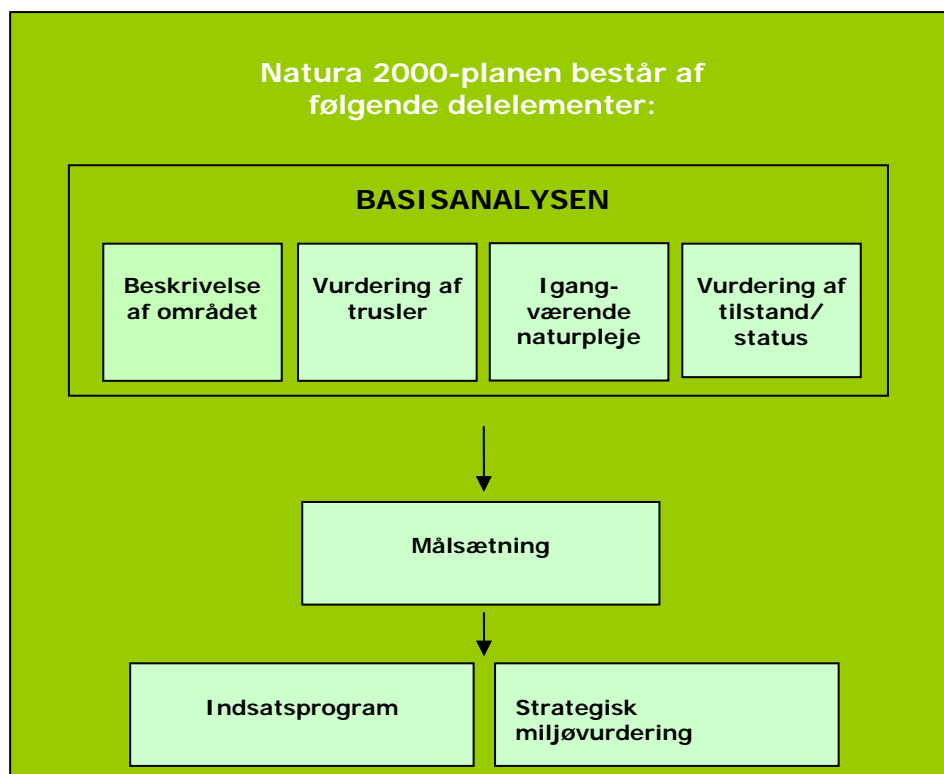 Natura 2000-planen består af
følgende delelementer:
BASISANALYSEN
Beskrivelse
af området
Vurdering af
trusler
Igang-
værende
naturpleje
Vurdering af
tilstand/
status
Målsætning
Indsatsprogram
Strategisk
miljøvurdering